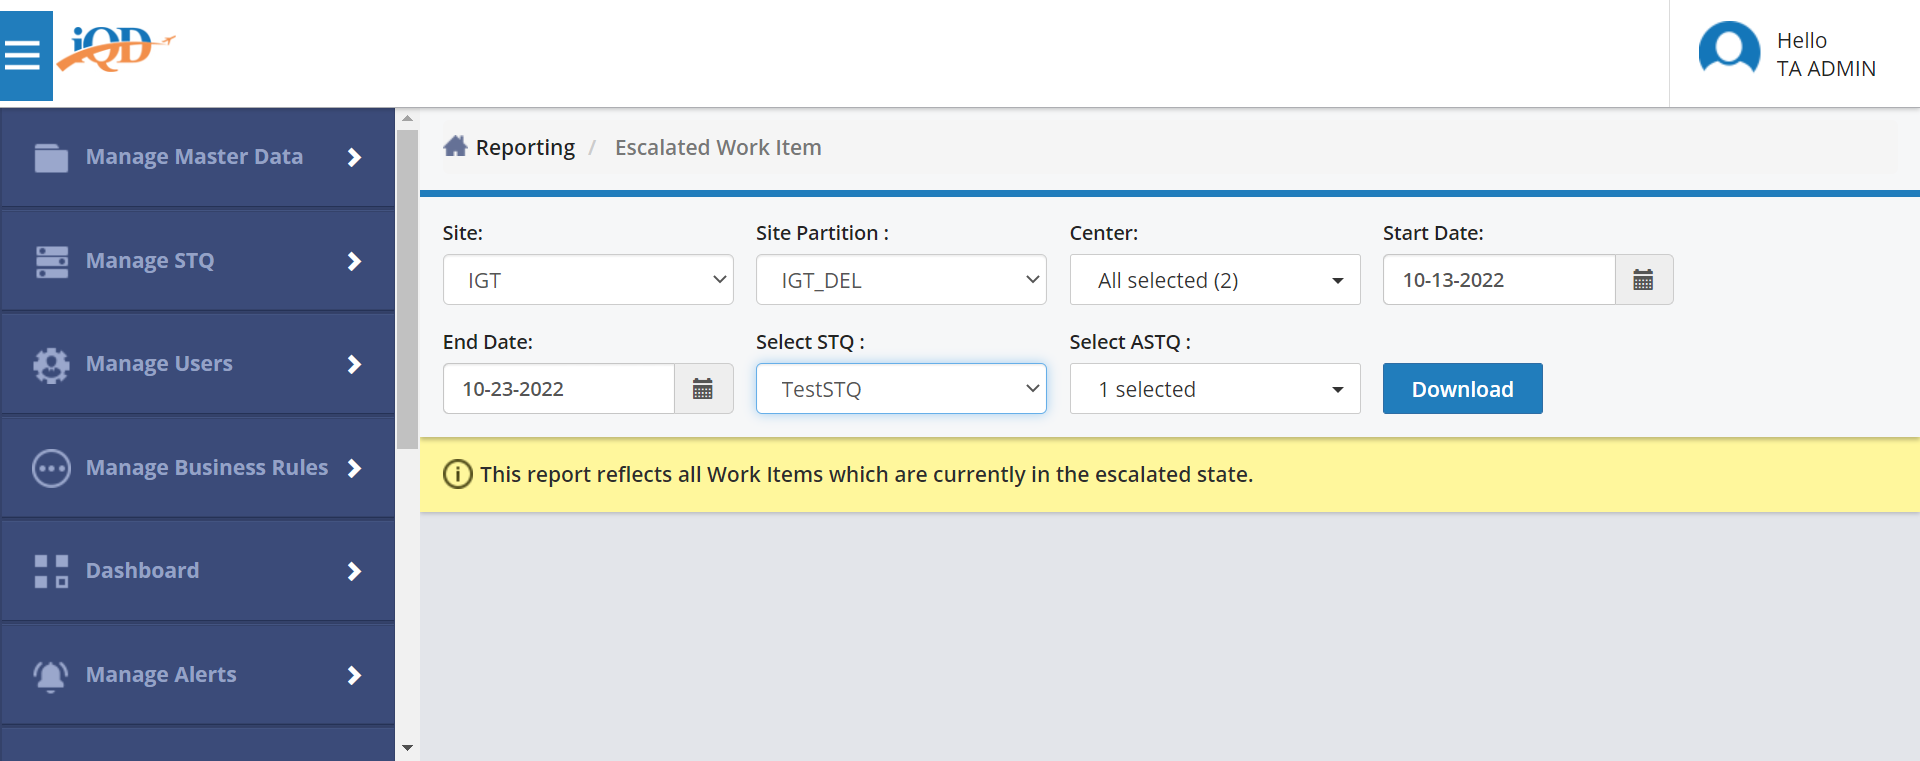 iQD
Hello
TA ADMIN
Manage Master Data
Manage STQ
Manage Users
Manage Business Rules
Dashboard
Manage Alerts
Reporting / Escalated Work Item
Site:
IGT
Site Partition :
IGT_DEL
Center:
All selected (2)
Start Date:
10-13-2022
End Date:
10-23-2022
Select STQ :
TestSTQ
Select ASTQ :
1 selected
Download
This report reflects all Work Items which are currently in the escalated state.